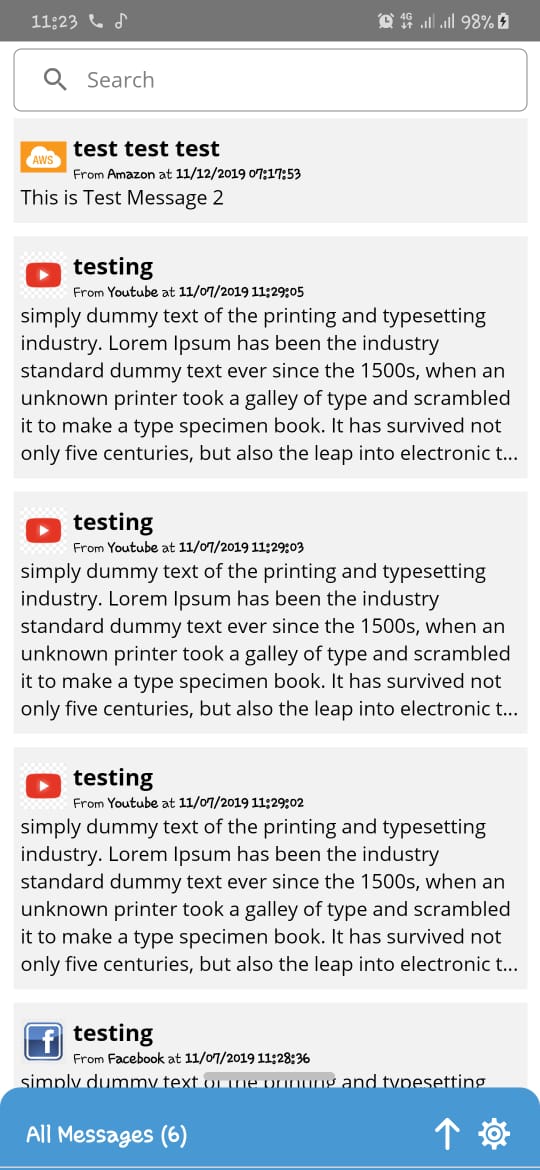 11:23
4G 98%
Search
AWS
test test test
From Amazon at 11/12/2019 07:17:53
This is Test Message 2
testing
From Youtube at 11/07/2019 11:29:05
simply dummy text of the printing and typesetting
industry. Lorem Ipsum has been the industry
standard dummy text ever since the 1500s, when an
unknown printer took a galley of type and scrambled
it to make a type specimen book. It has survived not
only five centuries, but also the leap into electronic t...
testing
From Youtube at 11/07/2019 11:29:03
simply dummy text of the printing and typesetting
industry. Lorem Ipsum has been the industry
standard dummy text ever since the 1500s, when an
unknown printer took a galley of type and scrambled
it to make a type specimen book. It has survived not
only five centuries, but also the leap into electronic t...
testing
From Youtube at 11/07/2019 11:29:02
simply dummy text of the printing and typesetting
industry. Lorem Ipsum has been the industry
standard dummy text ever since the 1500s, when an
unknown printer took a galley of type and scrambled
it to make a type specimen book. It has survived not
only five centuries, but also the leap into electronic t...
f
testing
From Facebook at 11/07/2019 11:28:36
simply dummy text of the printing and typesetting
All Messages (6)